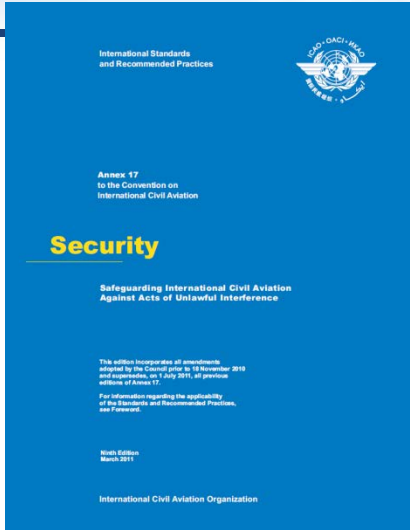 International Standards
and Recommended Practices
ICAO · OACI · ИКАО
Annex 17
to the Convention on
International Civil Aviation
Security
Safeguarding International Civil Aviation
Against Acts of Unlawful Interference
This edition incorporates all amendments
adopted by the Council prior to 18 November 2010
and supersedes, on 1 July 2011, all previous
editions of Annex 17.
For information regarding the applicability
of the Standards and Recommended Practices,
see Foreword.
Ninth Edition
March 2011
International Civil Aviation Organization